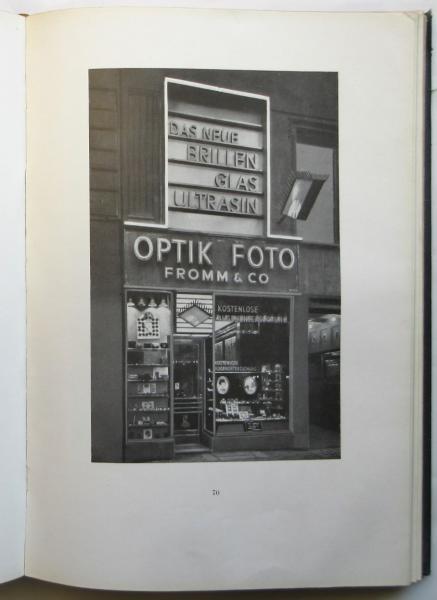 DAS NEUE
BRILLEN
GLAS
ULTRASIN
OPTIK FOTO
FROMM & CO
KOSTENLOSE
70